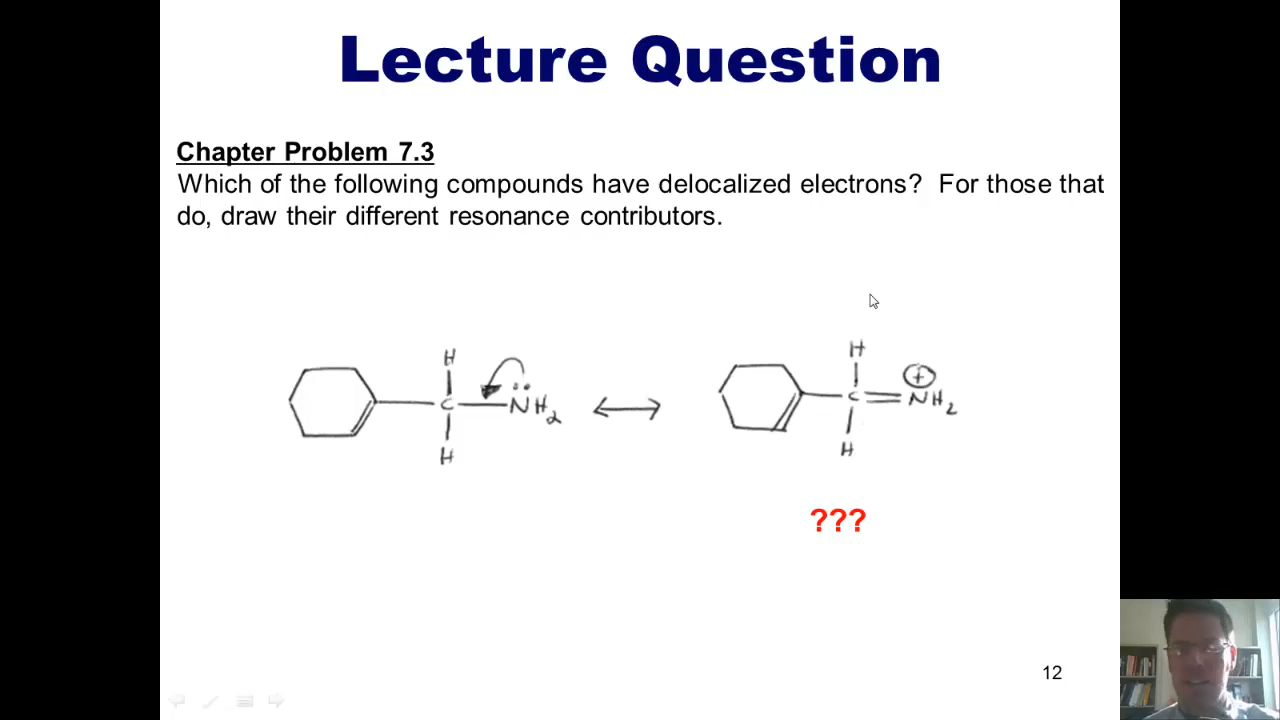 Lecture Question
Chapter Problem 7.3
Which of the following compounds have delocalized electrons? For those that
do, draw their different resonance contributors.
H
H
C
NH2
C
NH2
H
H
???
12